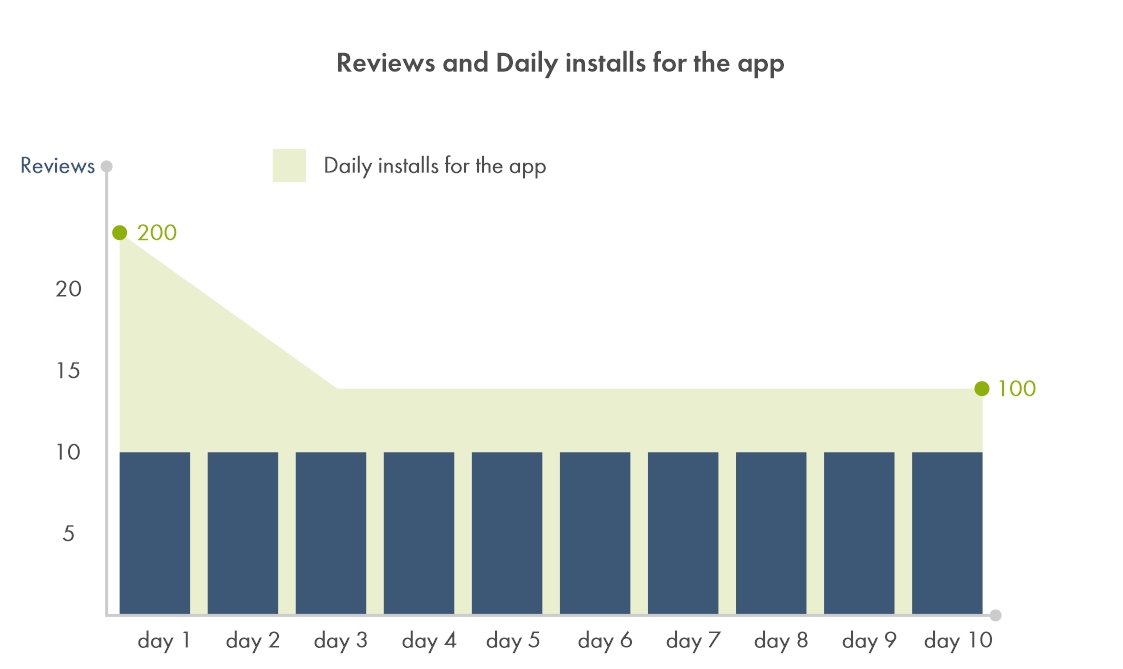 Reviews and Daily installs for the app
Reviews
Daily installs for the app
200
20
15
100
10
5
day 1 day 2 day 3 day 4 day 5 day 6 day 7 day 8 day 9 day 10